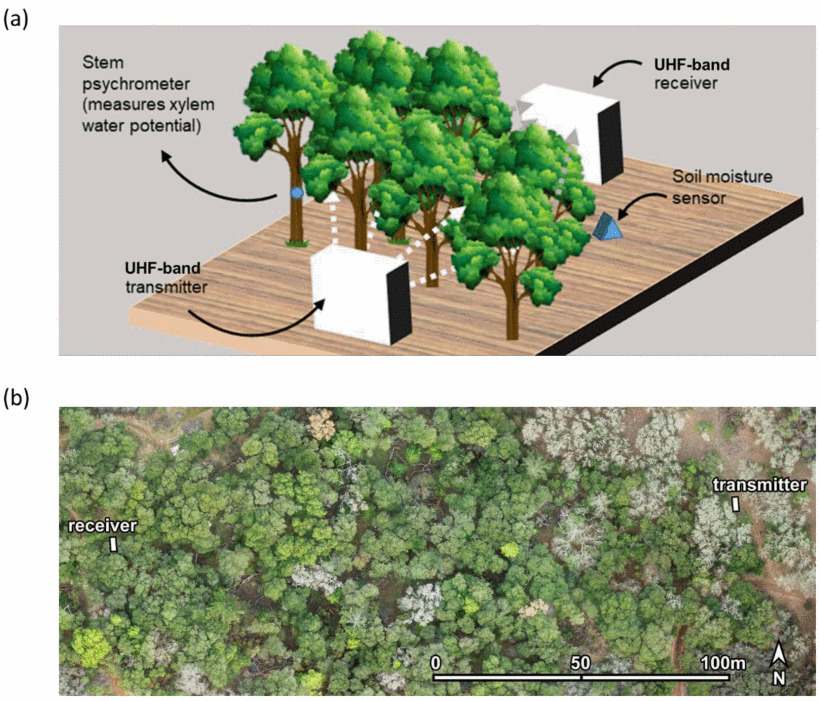 (a)
Stem
psychrometer
(measures xylem
water potential)
UHF-band
receiver
Soil moisture
sensor
UHF-band
transmitter
(b)
transmitter
receiver
0 50 100m
N